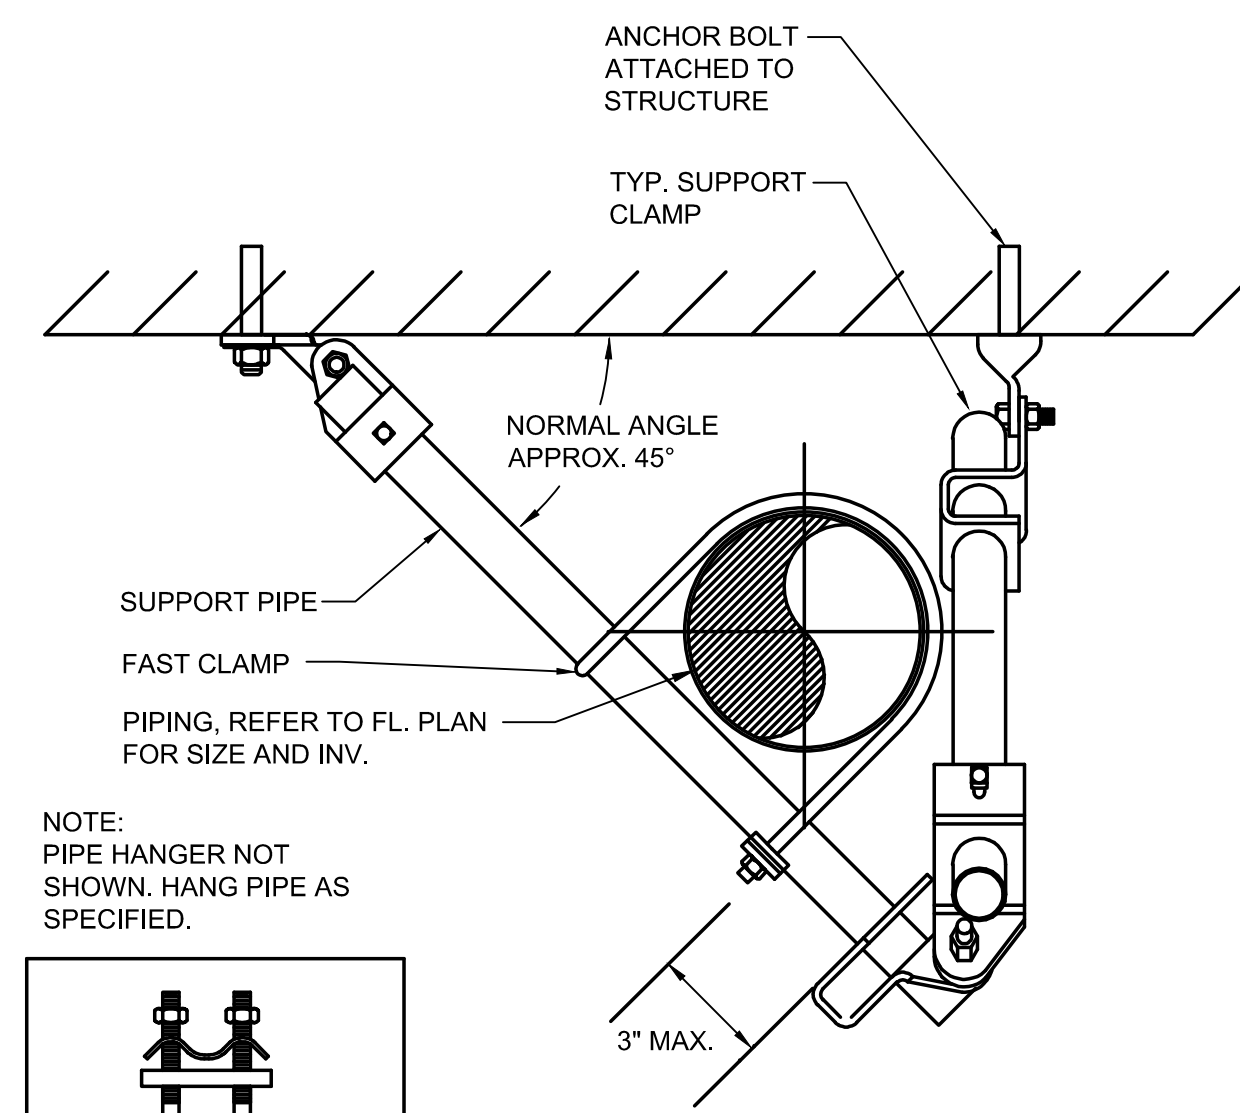 ANCHOR BOLT
ATTACHED TO
STRUCTURE
TYP. SUPPORT
CLAMP
NORMAL ANGLE
APPROX. 45°
SUPPORT PIPE
FAST CLAMP
PIPING, REFER TO FL. PLAN
FOR SIZE AND INV.
NOTE:
PIPE HANGER NOT
SHOWN. HANG PIPE AS
SPECIFIED.
3" MAX.